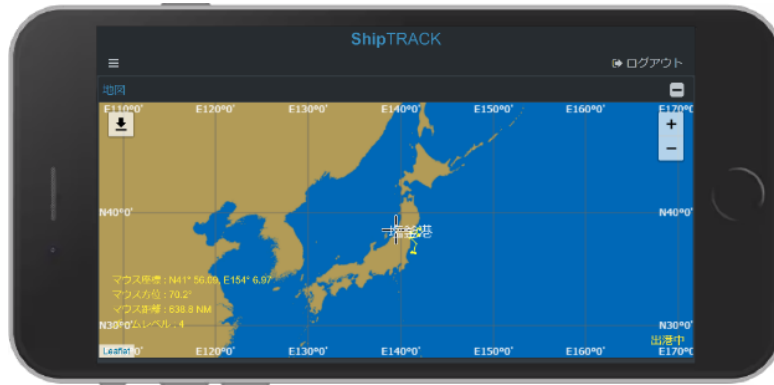 ShipTRACK
ログアウト
地図
E110°0' E120°0' E130°0' E140°0' E150°0' E160°0' E170°0'
+
−
N40°0' N40°0'
塩釜港
マウス座標 : N41° 56.09, E154° 6.97
マウス方位 : 70.2°
マウス距離 : 638.8 NM
ズームレベル : 4
N30°0' N30°0'
出港中
Leaflet E120°0' E130°0' E140°0' E150°0' E160°0' E170°0'